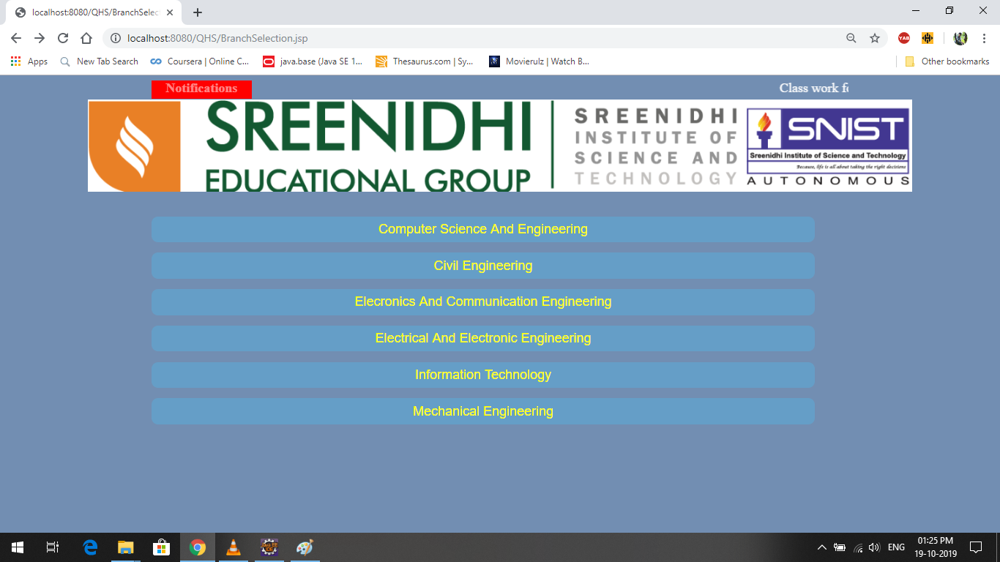 localhost:8080/QHS/BranchSelec
localhost:8080/QHS/BranchSelection.jsp
YAB
Apps
New Tab Search
Coursera | Online C...
java.base (Java SE 1...
Thesaurus.com | Sy...
Movierulz | Watch B...
Other bookmarks
Notifications
Class work fo
SREENIDHI
EDUCATIONAL GROUP
SREENIDHI
INSTITUTE OF
SCIENCE AND
TECHNOLOGY
SNIST
Sreenidhi Institute of Science and Technology
Because, life is all about taking the right decisions
AUTONOMOUS
Computer Science And Engineering
Civil Engineering
Elecronics And Communication Engineering
Electrical And Electronic Engineering
Information Technology
Mechanical Engineering
Java EE
IDE
ENG
01:25 PM
19-10-2019